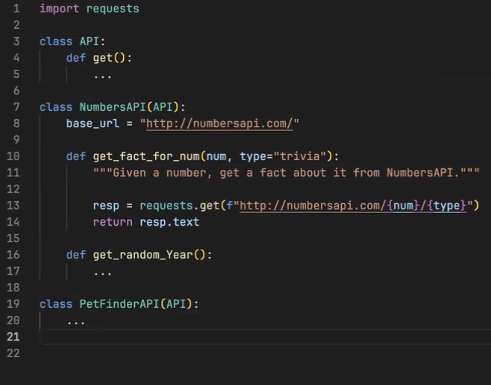 1 import requests
2
3 class API:
4     def get():
5         ...
6
7 class NumbersAPI(API):
8     base_url = "http://numbersapi.com/"
9
10     def get_fact_for_num(num, type="trivia"):
11         """Given a number, get a fact about it from NumbersAPI."""
12
13         resp = requests.get(f"http://numbersapi.com/{num}/{type}")
14         return resp.text
15
16     def get_random_Year():
17         ...
18
19 class PetFinderAPI(API):
20     ...
21
22